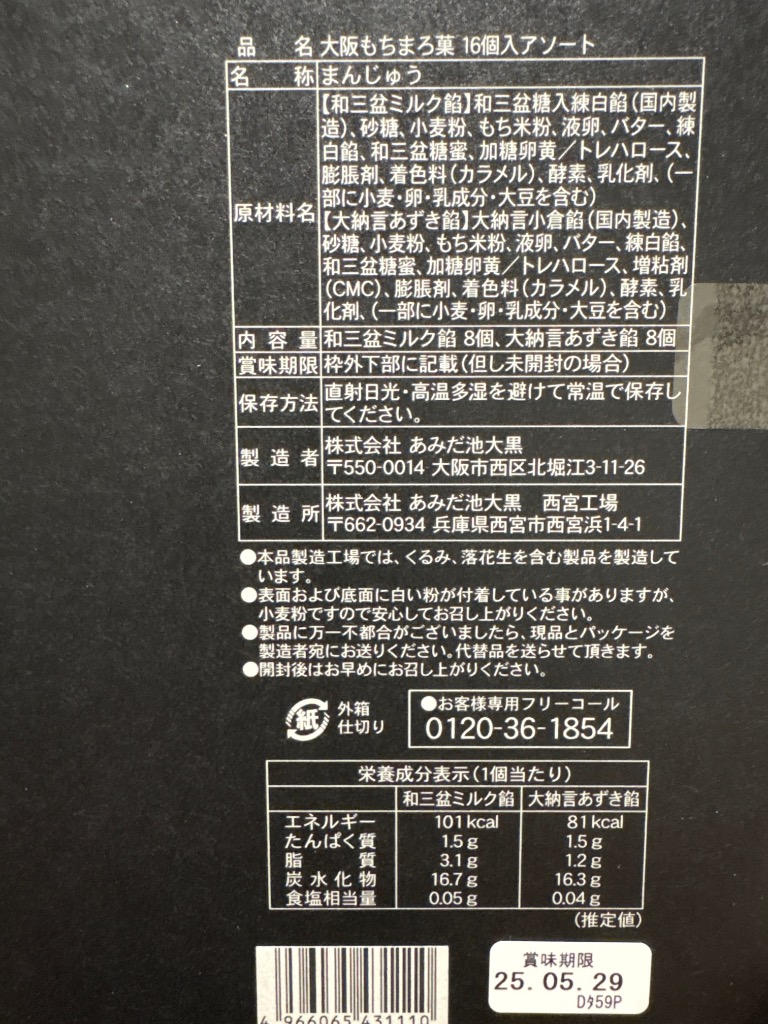 品 名 大阪もちまろ菓 16個入アソート
名 称 まんじゅう
原材料名
【和三盆ミルク餡】和三盆糖入練白餡(国内製
造)、砂糖、小麦粉、もち米粉、液卵、バター、練
白餡、和三盆糖蜜、加糖卵黄/トレハロース、
膨脹剤、着色料(カラメル)、酵素、乳化剤、(一
部に小麦・卵・乳成分・大豆を含む)
【大納言あずき餡】大納言小倉餡(国内製造)、
砂糖、小麦粉、もち米粉、液卵、バター、練白餡、
和三盆糖蜜、加糖卵黄/トレハロース、増粘剤
(CMC)、膨脹剤、着色料(カラメル)、酵素、乳
化剤、(一部に小麦・卵・乳成分・大豆を含む)
内 容 量 和三盆ミルク餡 8個、大納言あずき餡 8個
賞味期限 枠外下部に記載(但し未開封の場合)
保存方法 直射日光・高温多湿を避けて常温で保存し
てください。
製 造 者 株式会社 あみだ池大黒
〒550-0014 大阪市西区北堀江3-11-26
製 造 所 株式会社 あみだ池大黒 西宮工場
〒662-0934 兵庫県西宮市西宮浜1-4-1
●本品製造工場では、くるみ、落花生を含む製品を製造して
います。
●表面および底面に白い粉が付着している事がありますが、
小麦粉ですので安心してお召し上がりください。
●製品に万一不都合がございましたら、現品とパッケージを
製造者宛にお送りください。代替品を送らせて頂きます。
●開封後はお早めにお召し上がりください。
紙 外箱
仕切り
●お客様専用フリーコール
0120-36-1854
栄養成分表示(1個当たり)
和三盆ミルク餡 大納言あずき餡
エネルギー 101kcal 81kcal
たんぱく質 1.5g 1.5g
脂 質 3.1g 1.2g
炭水化物 16.7g 16.3g
食塩相当量 0.05g 0.04g
(推定値)
賞味期限
25.05.29
Dタ59P
4 966065 431110